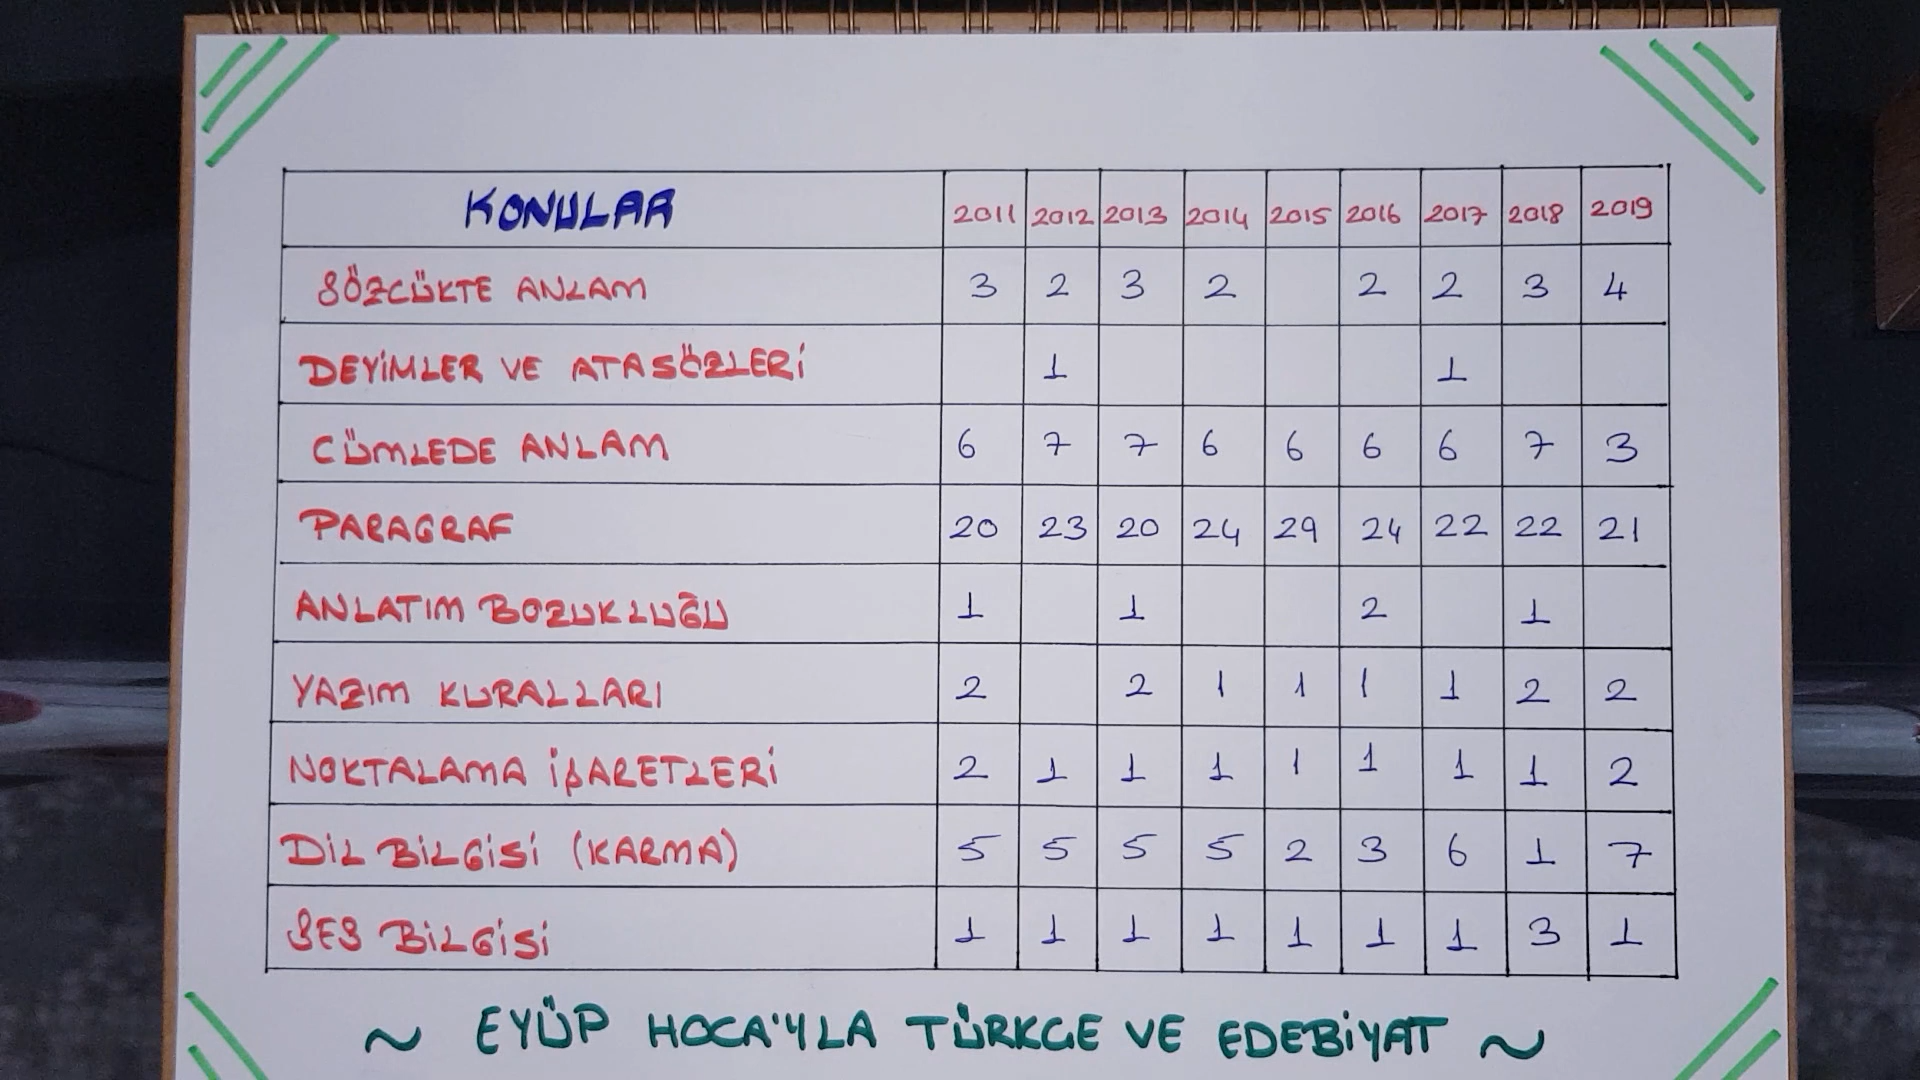 KONULAR 2011 2012 2013 2014 2015 2016 2017 2018 2019
SÖZCÜKTE ANLAM 3 2 3 2 2 2 3 4
DEYİMLER VE ATASÖZLERİ 1 1
CÜMLEDE ANLAM 6 7 7 6 6 6 6 7 3
PARAGRAF 20 23 20 24 29 24 22 22 21
ANLATIM BOZUKLUĞU 1 1 2 1
YAZIM KURALLARI 2 2 1 1 1 1 2 2
NOKTALAMA İŞARETLERİ 2 1 1 1 1 1 1 1 2
DİL BİLGİSİ (KARMA) 5 5 5 5 2 3 6 1 7
SES BİLGİSİ 1 1 1 1 1 1 1 3 1
~ EYÜP HOCA'YLA TÜRKCE VE EDEBİYAT ~